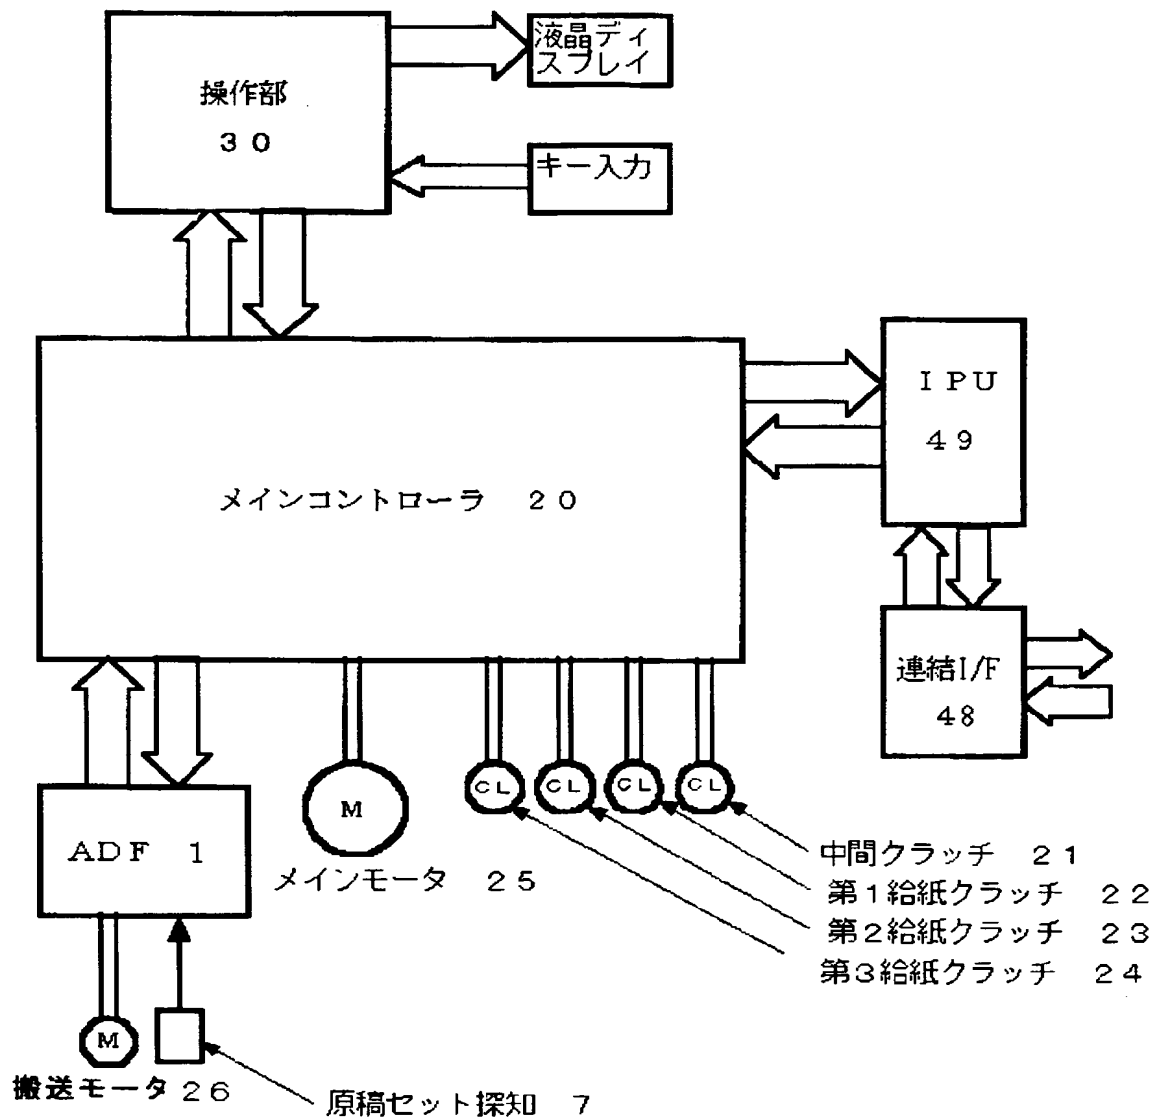 液晶ディ
スプレイ
操作部
３０
キー入力
ＩＰＵ
４９
メインコントローラ　２０
連結I/F
４８
CL
CL
CL
CL
M
ＡＤＦ　１
メインモータ　２５
中間クラッチ　２１
第１給紙クラッチ　２２
第２給紙クラッチ　２３
第３給紙クラッチ　２４
M
搬送モータ２６
原稿セット探知　７